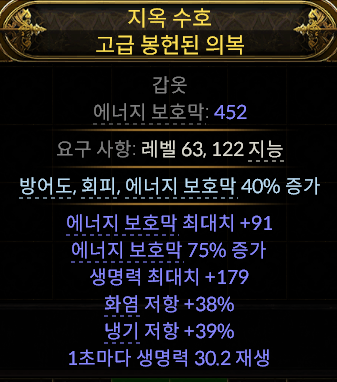 지옥 수호
고급 봉헌된 의복
갑옷
에너지 보호막: 452
요구 사항: 레벨 63, 122 지능
방어도, 회피, 에너지 보호막 40% 증가
에너지 보호막 최대치 +91
에너지 보호막 75% 증가
생명력 최대치 +179
화염 저항 +38%
냉기 저항 +39%
1초마다 생명력 30.2 재생